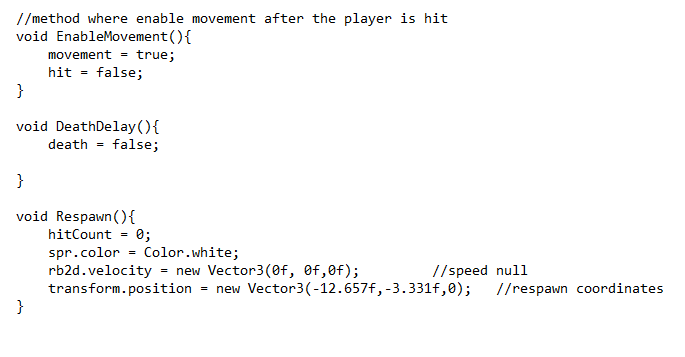 //method where enable movement after the player is hit
void EnableMovement(){
    movement = true;
    hit = false;
}

void DeathDelay(){
    death = false;

}

void Respawn(){
    hitCount = 0;
    spr.color = Color.white;
    rb2d.velocity = new Vector3(0f, 0f,0f);         //speed null
    transform.position = new Vector3(-12.657f,-3.331f,0);   //respawn coordinates
}